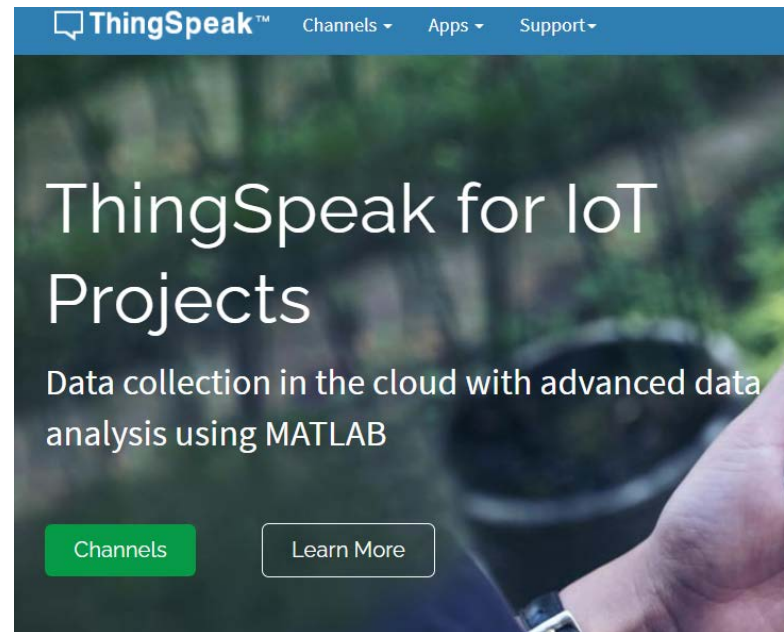 ThingSpeak™ Channels Apps Support
ThingSpeak for IoT
Projects
Data collection in the cloud with advanced data
analysis using MATLAB
Channels Learn More